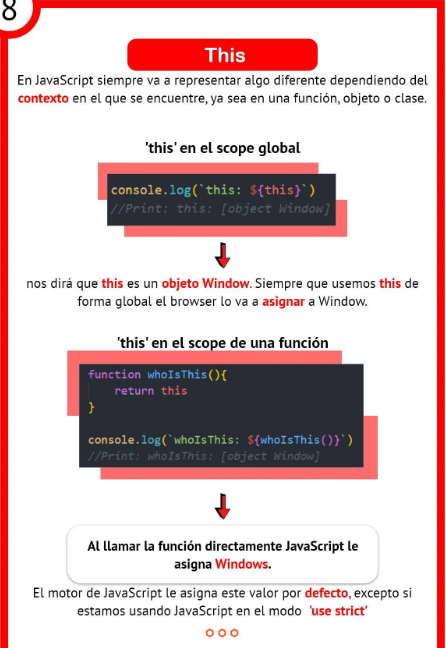 8
This
En JavaScript siempre va a representar algo diferente dependiendo del
contexto en el que se encuentre, ya sea en una función, objeto o clase.
'this' en el scope global
console.log(`this: ${this}`)
//Print: this: [object Window]
nos dirá que this es un objeto Window. Siempre que usemos this de
forma global el browser lo va a asignar a Window.
'this' en el scope de una función
function whoIsThis(){
return this
}
console.log(`whoIsThis: ${whoIsThis()}`)
//Print: whoIsThis: [object Window]
Al llamar la función directamente JavaScript le
asigna Windows.
El motor de JavaScript le asigna este valor por defecto, excepto si
estamos usando JavaScript en el modo 'use strict'